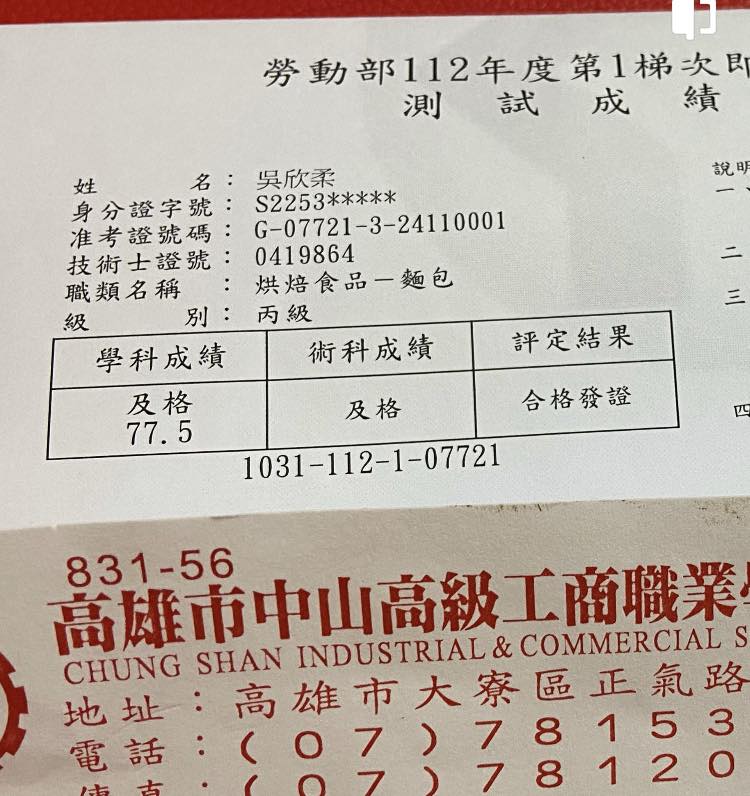 勞動部112年度第1梯次即
測試成績
姓名：吳欣柔
身分證字號：S2253*****
准考證號碼：G-07721-3-24110001
技術士證號：0419864
職類名稱：烘焙食品－麵包
級別：丙級
說明
一、
二
三
四
學科成績 術科成績 評定結果
及格 及格 合格發證
77.5
1031-112-1-07721
831-56
高雄市中山高級工商職業
CHUNG SHAN INDUSTRIAL & COMMERCIAL S
地址：高雄市大寮區正氣路
電話：(07)78153
傳真：(07)78120